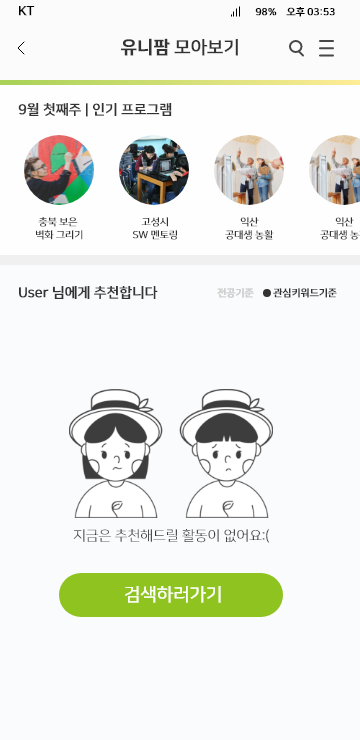 KT 98% 오후 03:53
유니팜 모아보기
9월 첫째주 | 인기 프로그램
충북 보은
벽화 그리기
고성시
SW 멘토링
익산
공대생 농활
익산
공대생 농
User 님에게 추천합니다 전공기준 관심키워드기준
지금은 추천해드릴 활동이 없어요:(
검색하러가기